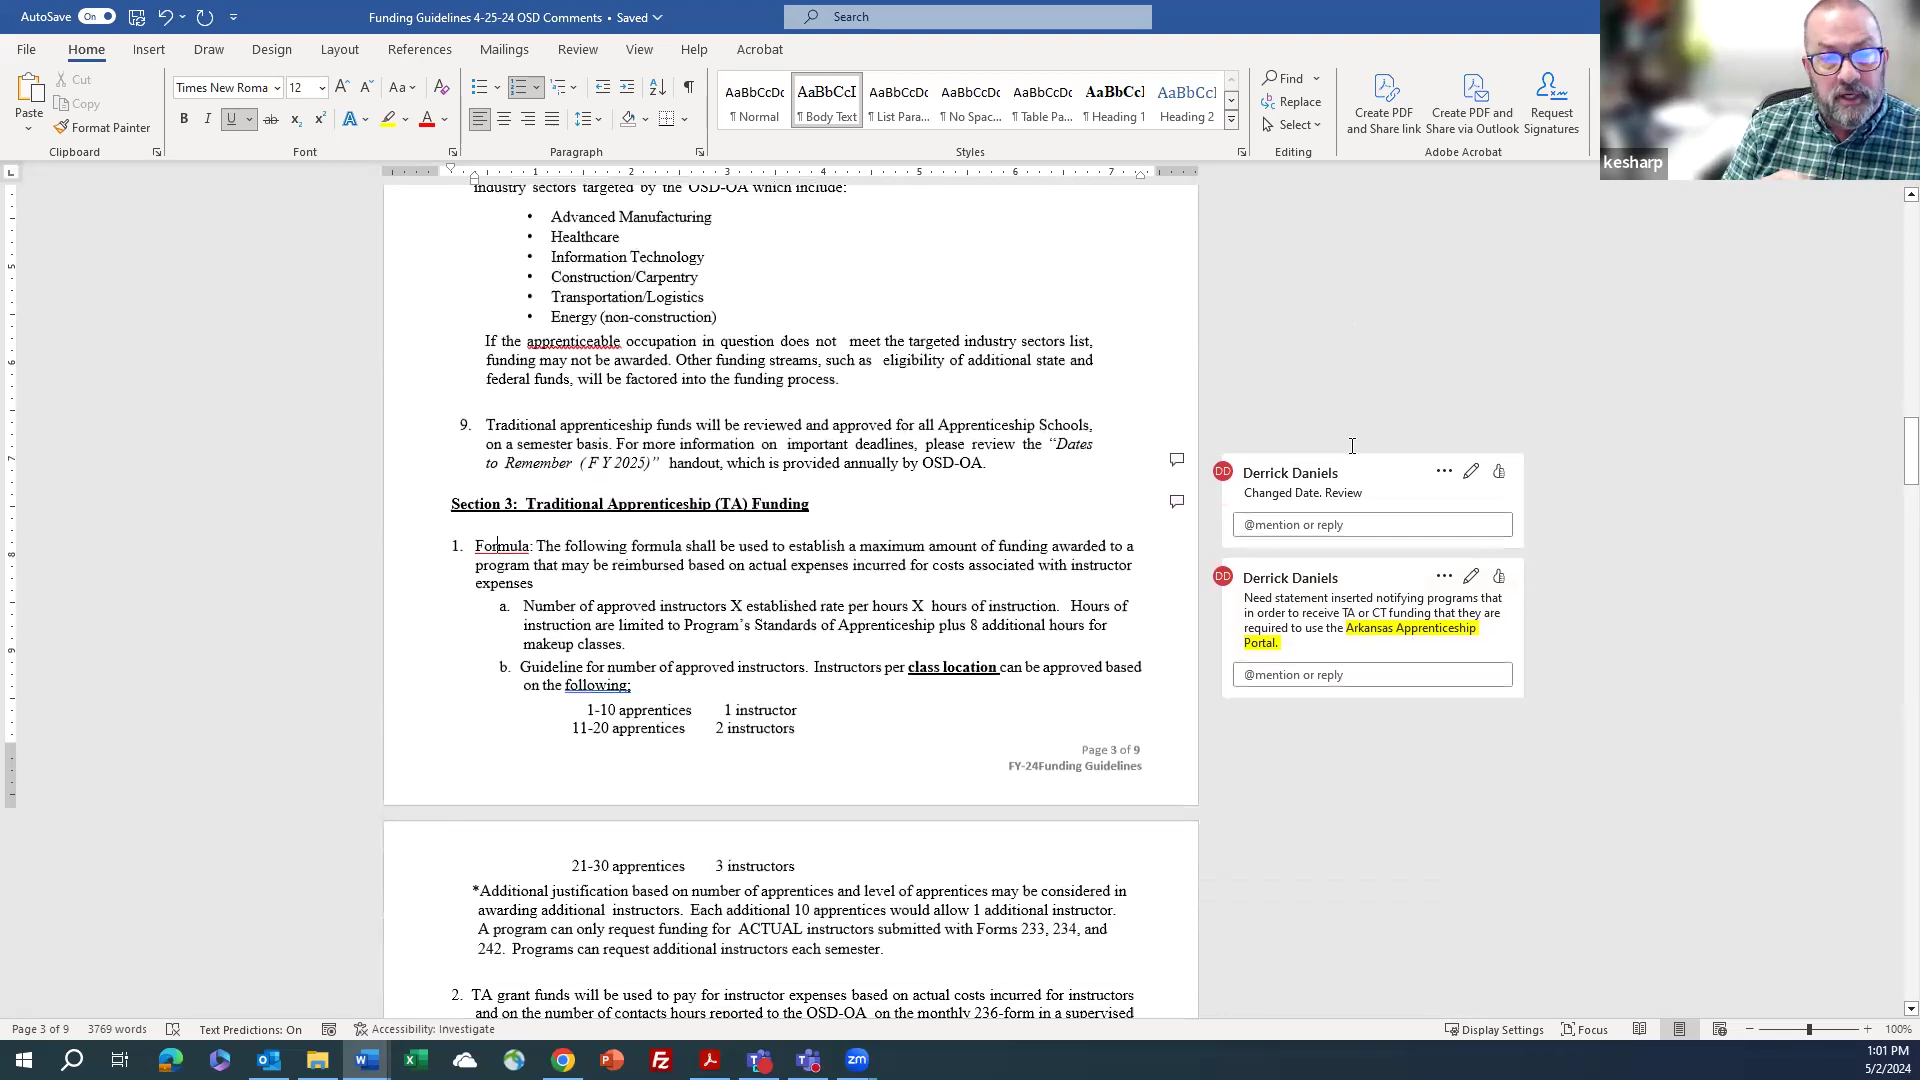 AutoSave On Funding Guidelines 4-25-24 OSD Comments • Saved Search
File Home Insert Draw Design Layout References Mailings Review View Help Acrobat
Paste
Cut
Copy
Format Painter
Clipboard
Times New Roma 12
Font
Paragraph
AaBbCcDc AaBbCcI AaBbCcDc AaBbCcDc AaBbCcDc AaBbCcI AaBbCcI
¶ Normal ¶ Body Text ¶ List Para... ¶ No Spac... ¶ Table Pa... ¶ Heading 1 Heading 2
Styles
Find
Replace
Select
Editing
Create PDF and Share link
Create PDF and Share via Outlook
Request Signatures
Adobe Acrobat
kesharp
1 2 3 4 5 6 7
industry sectors targeted by the OSD-OA which include:
• Advanced Manufacturing
• Healthcare
• Information Technology
• Construction/Carpentry
• Transportation/Logistics
• Energy (non-construction)
If the apprenticeable occupation in question does not meet the targeted industry sectors list,
funding may not be awarded. Other funding streams, such as eligibility of additional state and
federal funds, will be factored into the funding process.
9. Traditional apprenticeship funds will be reviewed and approved for all Apprenticeship Schools,
on a semester basis. For more information on important deadlines, please review the “Dates
to Remember ( F Y 2025)” handout, which is provided annually by OSD-OA.
Section 3: Traditional Apprenticeship (TA) Funding
1. Formula: The following formula shall be used to establish a maximum amount of funding awarded to a
program that may be reimbursed based on actual expenses incurred for costs associated with instructor
expenses
a. Number of approved instructors X established rate per hours X hours of instruction. Hours of
instruction are limited to Program’s Standards of Apprenticeship plus 8 additional hours for
makeup classes.
b. Guideline for number of approved instructors. Instructors per class location can be approved based
on the following:
1-10 apprentices 1 instructor
11-20 apprentices 2 instructors
Page 3 of 9
FY-24Funding Guidelines
21-30 apprentices 3 instructors
*Additional justification based on number of apprentices and level of apprentices may be considered in
awarding additional instructors. Each additional 10 apprentices would allow 1 additional instructor.
A program can only request funding for ACTUAL instructors submitted with Forms 233, 234, and
242. Programs can request additional instructors each semester.
2. TA grant funds will be used to pay for instructor expenses based on actual costs incurred for instructors
and on the number of contacts hours reported to the OSD-OA on the monthly 236-form in a supervised
DD Derrick Daniels
Changed Date. Review
@mention or reply
DD Derrick Daniels
Need statement inserted notifying programs that
in order to receive TA or CT funding that they are
required to use the Arkansas Apprenticeship
Portal.
@mention or reply
Page 3 of 9 3769 words Text Predictions: On Accessibility: Investigate Display Settings Focus 100%
1:01 PM
5/2/2024